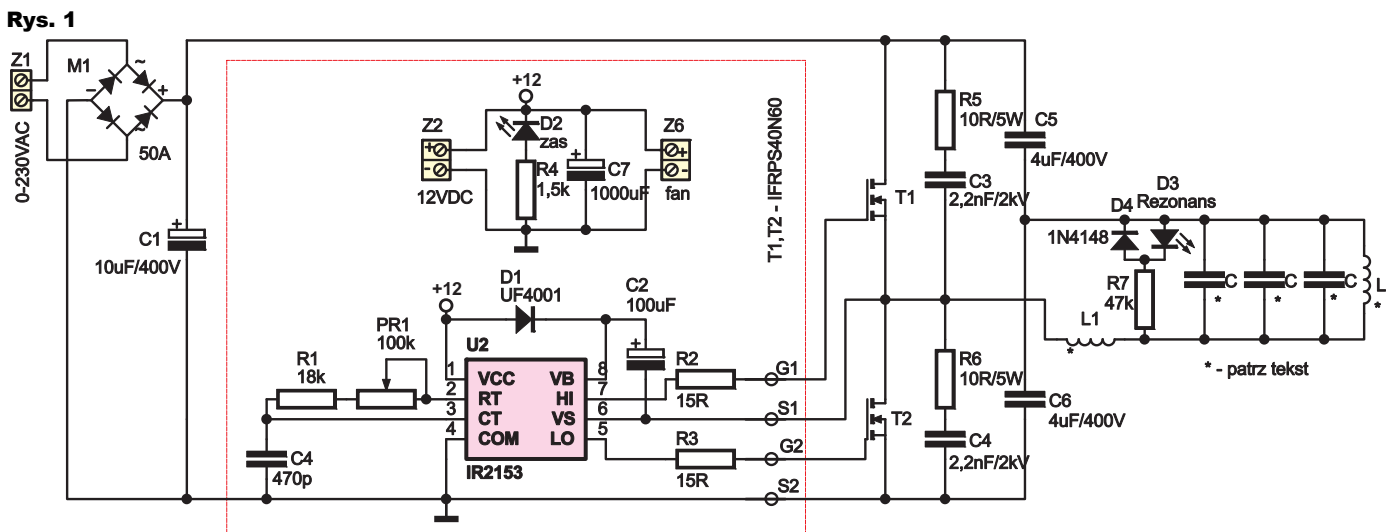 Rys. 1
Z1
M1
~
-
+
~
50A
0-230VAC
+
C1
10uF/400V
+12
Z2
+
-
12VDC
D2
zas
R4
1,5k
+
C7
1000uF
Z6
+
-
fan
T1,T2 - IFRPS40N60
+12
D1
UF4001
C2
100uF
+
PR1
100k
R1
18k
U2
1
VCC
VB
8
2
RT
HI
7
3
CT
VS
6
4
COM
LO
5
IR2153
C4
470p
R2
15R
R3
15R
G1
S1
G2
S2
T1
T2
R5
10R/5W
C3
2,2nF/2kV
C5
4uF/400V
R6
10R/5W
C4
2,2nF/2kV
C6
4uF/400V
D3
Rezonans
D4
1N4148
R7
47k
L1
*
C
*
C
*
C
*
L
*
* - patrz tekst